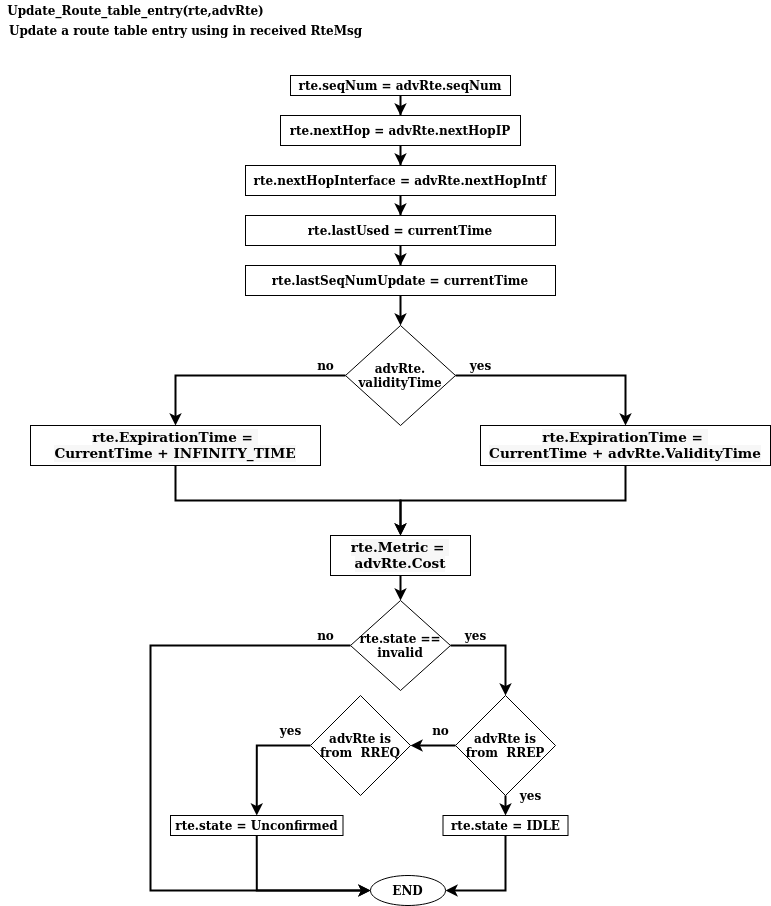 Update_Route_table_entry(rte,advRte)
Update a route table entry using in received RteMsg
rte.seqNum = advRte.seqNum
rte.nextHop = advRte.nextHopIP
rte.nextHopInterface = advRte.nextHopIntf
rte.lastUsed = currentTime
rte.lastSeqNumUpdate = currentTime
no
advRte.
validityTime
yes
rte.ExpirationTime =
CurrentTime + INFINITY_TIME
rte.ExpirationTime =
CurrentTime + advRte.ValidityTime
rte.Metric =
advRte.Cost
no
rte.state ==
invalid
yes
yes
advRte is
from RREQ
no
advRte is
from RREP
yes
rte.state = Unconfirmed
rte.state = IDLE
END